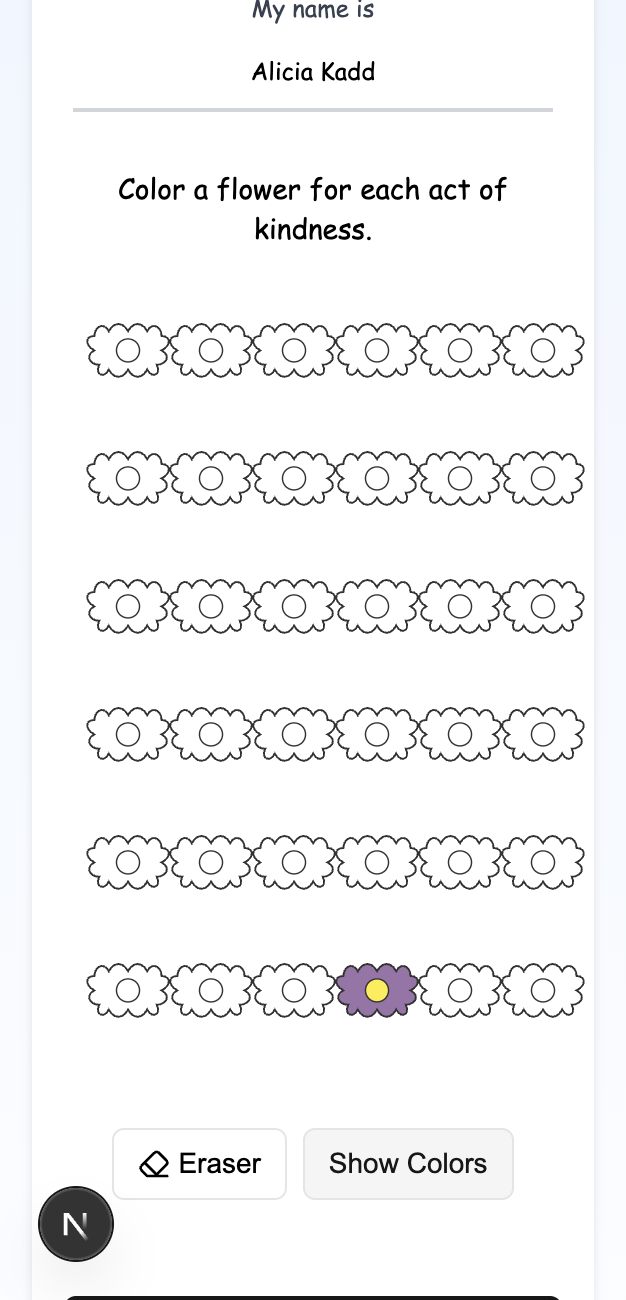 My name is
Alicia Kadd
Color a flower for each act of
kindness.
Eraser
Show Colors
N